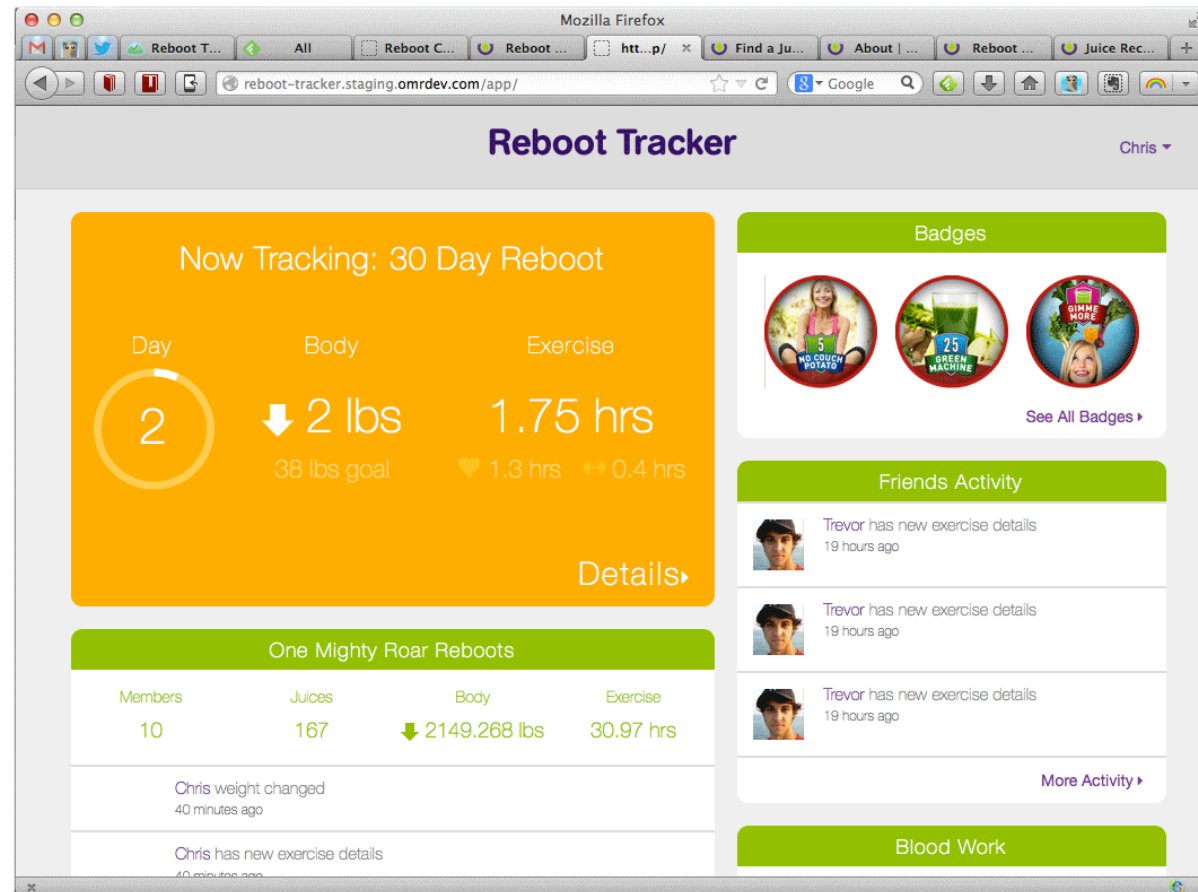 Mozilla Firefox
Reboot T...
All
Reboot C...
Reboot ...
htt...p/
Find a Ju...
About | ...
Reboot ...
Juice Rec...
reboot-tracker.staging.omrdev.com/app/
Google
Reboot Tracker
Chris
Now Tracking: 30 Day Reboot
Day
Body
Exercise
2
2 lbs
1.75 hrs
38 lbs goal
1.3 hrs
0.4 hrs
Details
One Mighty Roar Reboots
Members
Juices
Body
Exercise
10
167
2149.268 lbs
30.97 hrs
Chris weight changed
40 minutes ago
Chris has new exercise details
40 minutes ago
Badges
5
NO COUCH
POTATO
25
GREEN
MACHINE
GIMME
MORE
See All Badges
Friends Activity
Trevor has new exercise details
19 hours ago
Trevor has new exercise details
19 hours ago
Trevor has new exercise details
19 hours ago
More Activity
Blood Work